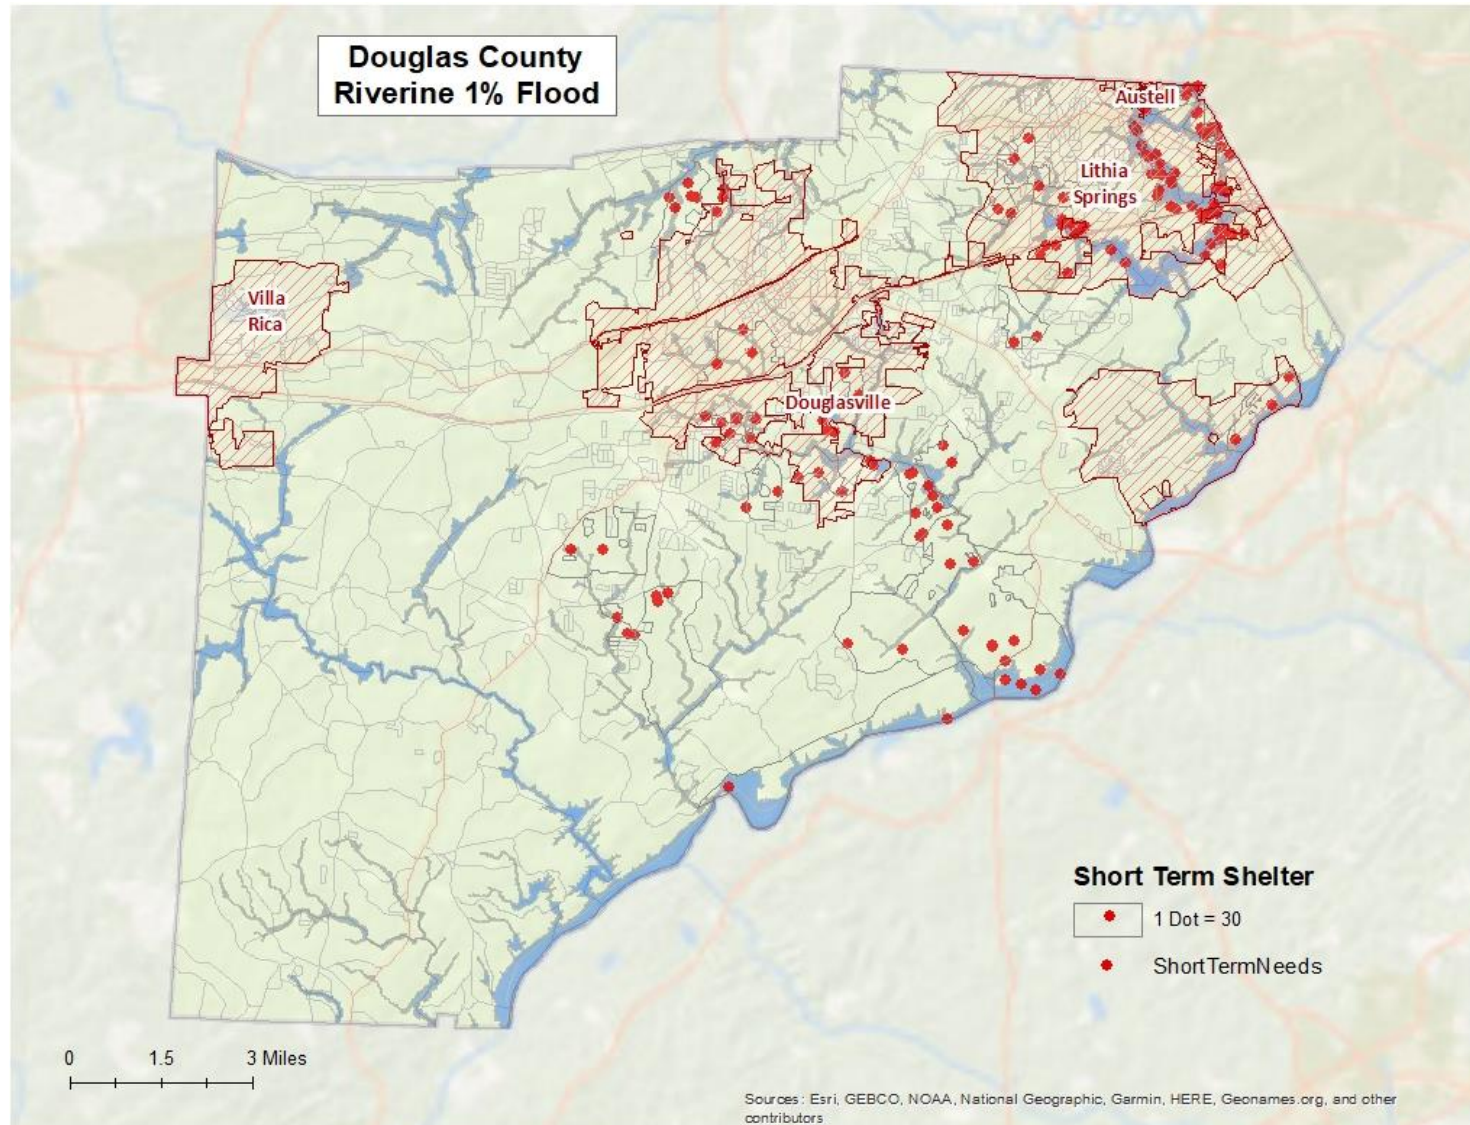 Douglas County
Riverine 1% Flood
Austell
Lithia
Springs
Villa
Rica
Douglasville
Short Term Shelter
1 Dot = 30
ShortTermNeeds
0 1.5 3 Miles
Sources: Esri, GEBCO, NOAA, National Geographic, Garmin, HERE, Geonames.org, and other
contributors